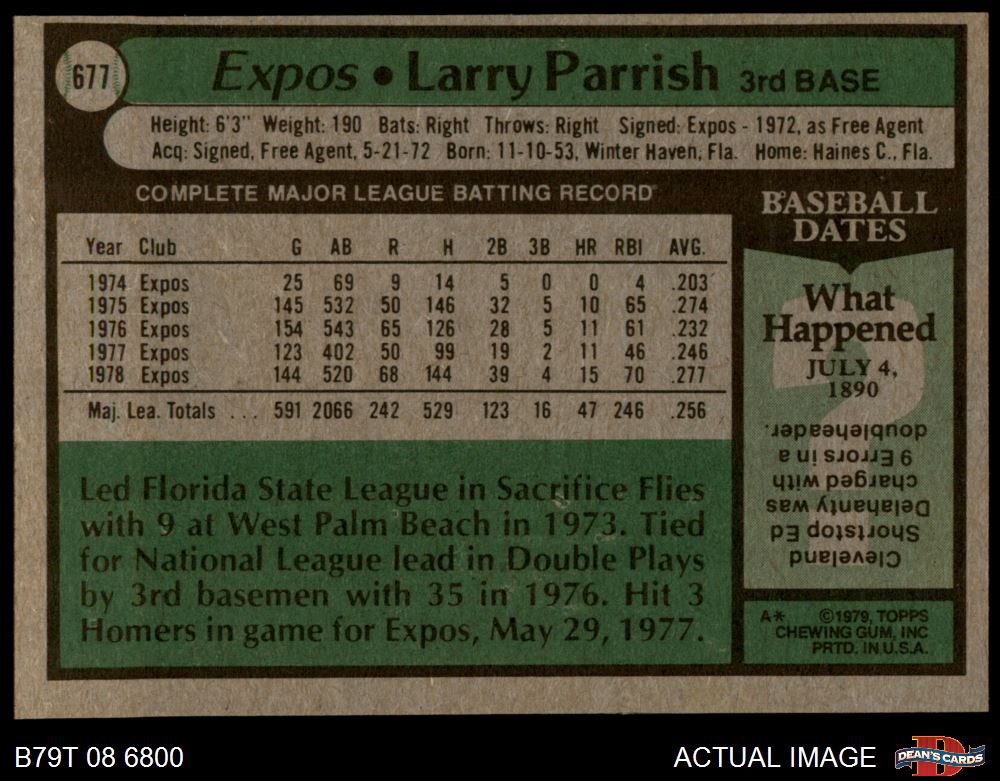 677
Expos • Larry Parrish 3rd BASE
Height: 6'3" Weight: 190 Bats: Right Throws: Right Signed: Expos - 1972, as Free Agent
Acq: Signed, Free Agent, 5-21-72 Born: 11-10-53, Winter Haven, Fla. Home: Haines C., Fla.
COMPLETE MAJOR LEAGUE BATTING RECORD
Year Club G AB R H 2B 3B HR RBI AVG.
1974 Expos 25 69 9 14 5 0 0 4 .203
1975 Expos 145 532 50 146 32 5 10 65 .274
1976 Expos 154 543 65 126 28 5 11 61 .232
1977 Expos 123 402 50 99 19 2 11 46 .246
1978 Expos 144 520 68 144 39 4 15 70 .277
Maj. Lea. Totals ... 591 2066 242 529 123 16 47 246 .256
Led Florida State League in Sacrifice Flies
with 9 at West Palm Beach in 1973. Tied
for National League lead in Double Plays
by 3rd basemen with 35 in 1976. Hit 3
Homers in game for Expos, May 29, 1977.
BASEBALL
DATES
What
Happened
JULY 4,
1890
?
Cleveland
Shortstop Ed
Delahanty was
charged with
9 Errors in a
doubleheader.
A* ©1979, TOPPS
CHEWING GUM, INC
PRTD. IN U.S.A.
B79T 08 6800
ACTUAL IMAGE
D
DEAN'S CARDS